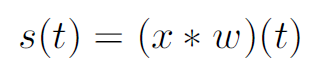 s(t) = (x * w)(t)